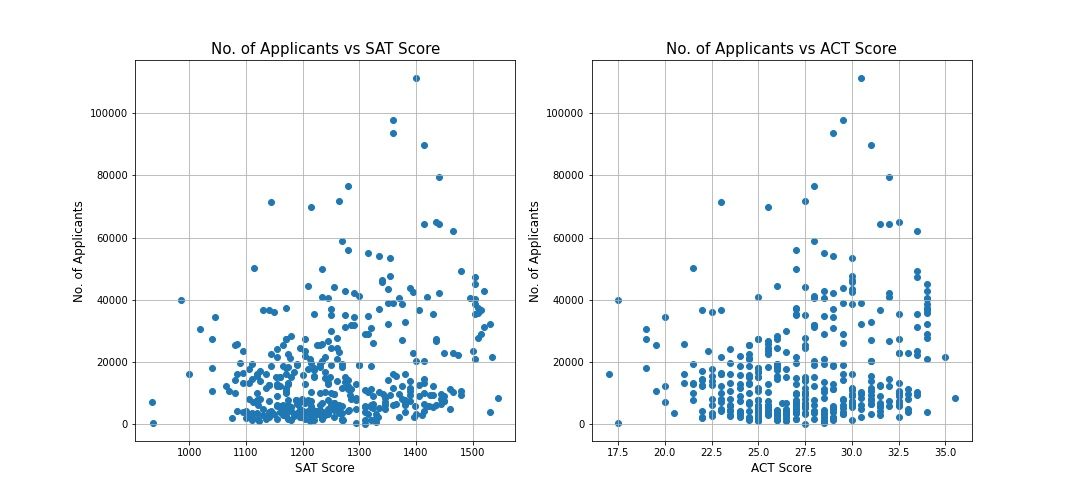 No. of Applicants vs SAT Score
No. of Applicants
100000
80000
60000
40000
20000
0
1000 1100 1200 1300 1400 1500
SAT Score
No. of Applicants vs ACT Score
No. of Applicants
100000
80000
60000
40000
20000
0
17.5 20.0 22.5 25.0 27.5 30.0 32.5 35.0
ACT Score